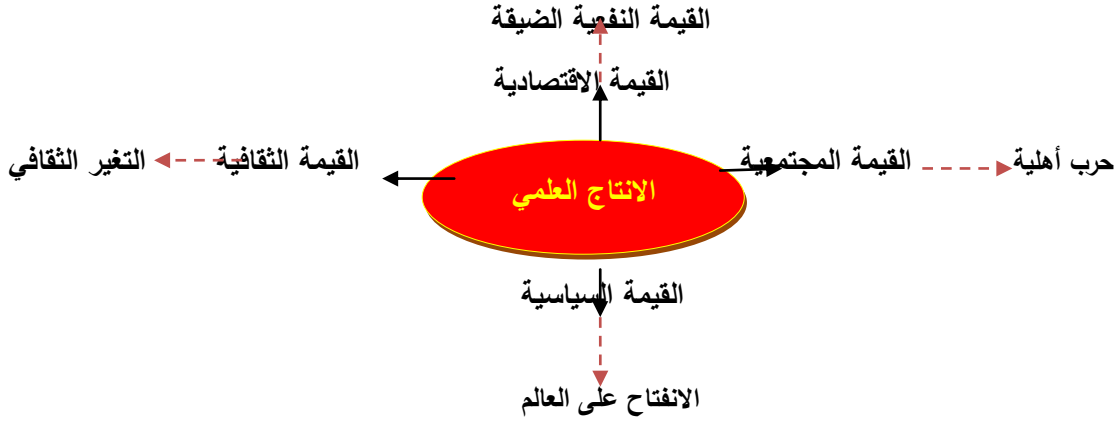 القيمة النفعية الضيقة
القيمة الاقتصادية
حرب أهلية
القيمة المجتمعية
القيمة الثقافية
التغير الثقافي
الانتاج العلمي
القيمة السياسية
الانفتاح على العالم